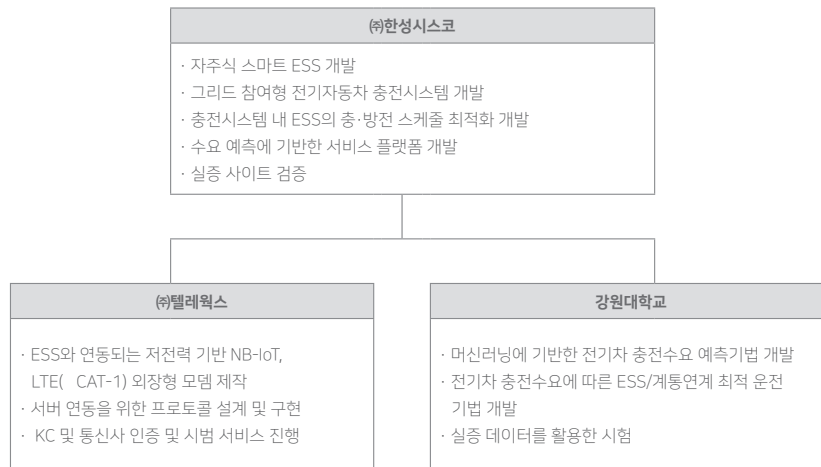 ㈜한성시스코
· 자주식 스마트 ESS 개발
· 그리드 참여형 전기자동차 충전시스템 개발
· 충전시스템 내 ESS의 충·방전 스케줄 최적화 개발
· 수요 예측에 기반한 서비스 플랫폼 개발
· 실증 사이트 검증
㈜텔레웍스
· ESS와 연동되는 저전력 기반 NB-IoT,
LTE( CAT-1) 외장형 모뎀 제작
· 서버 연동을 위한 프로토콜 설계 및 구현
· KC 및 통신사 인증 및 시범 서비스 진행
강원대학교
· 머신러닝에 기반한 전기차 충전수요 예측기법 개발
· 전기차 충전수요에 따른 ESS/계통연계 최적 운전
기법 개발
· 실증 데이터를 활용한 시험